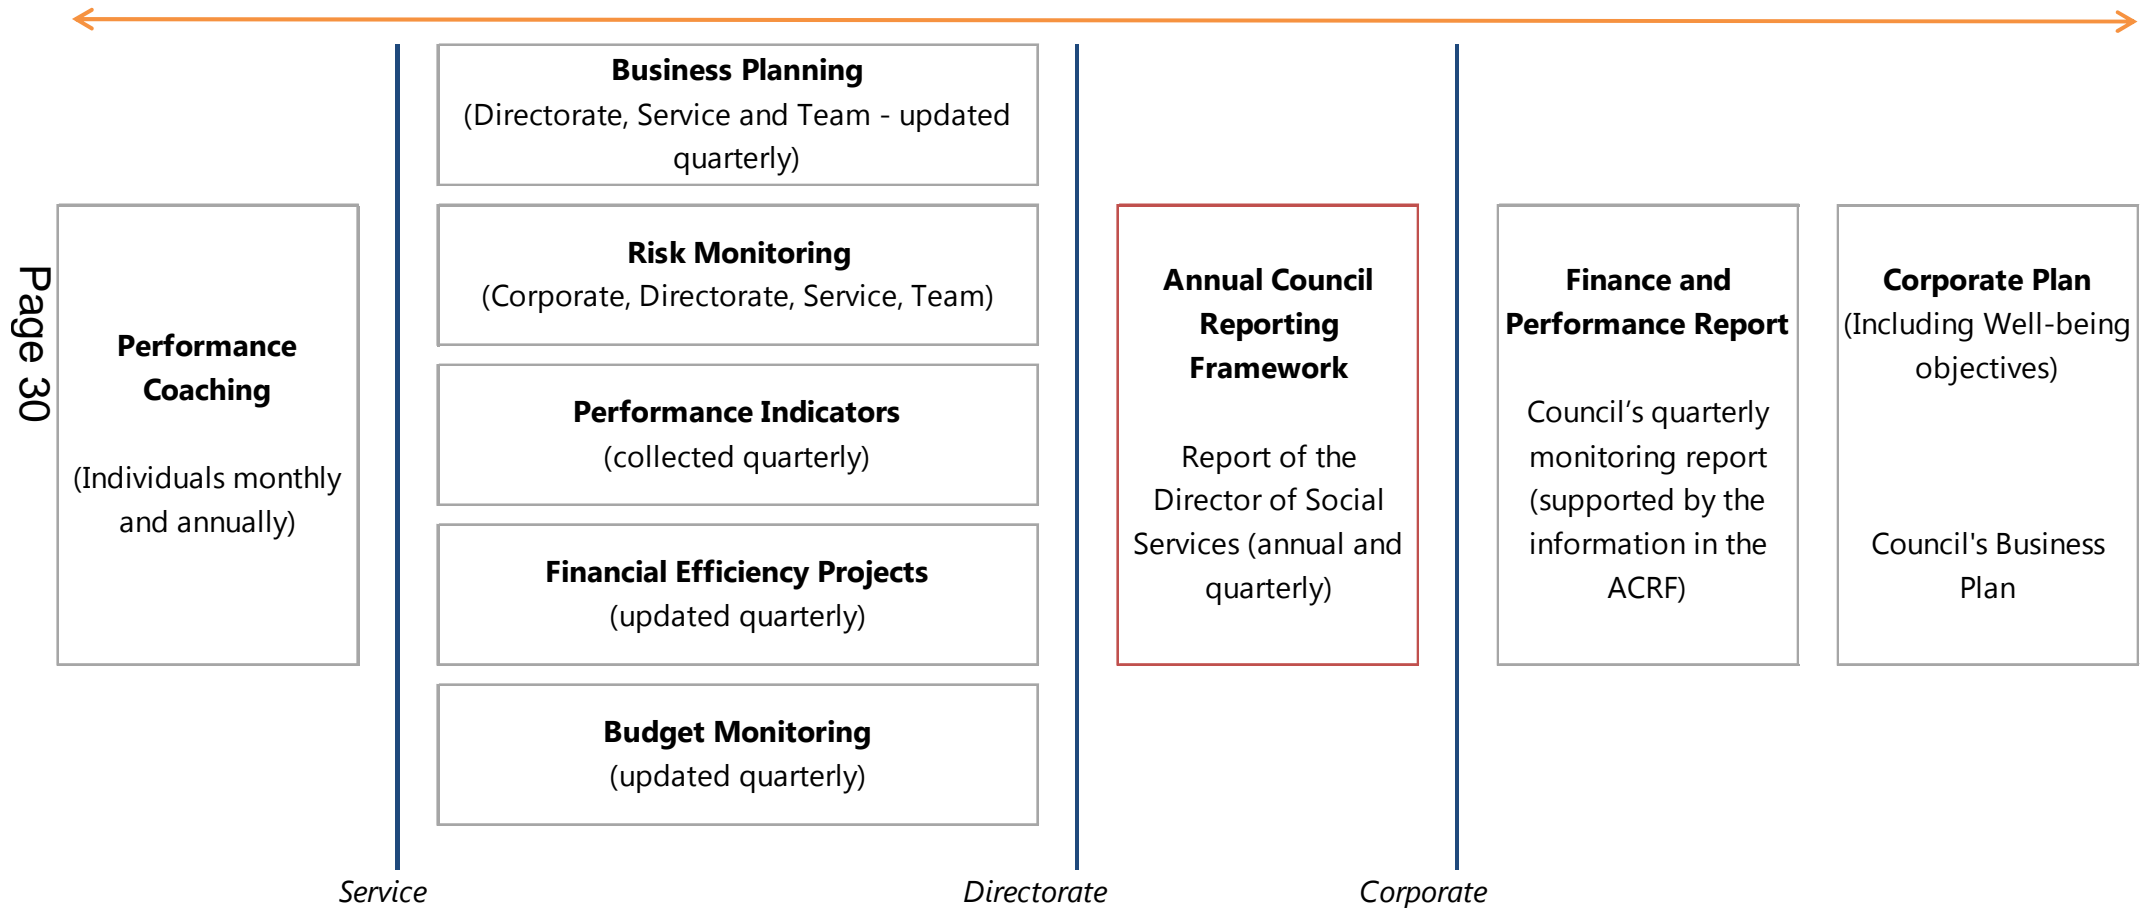 Page 30
Performance
Coaching
(Individuals monthly
and annually)
Business Planning
(Directorate, Service and Team - updated
quarterly)
Risk Monitoring
(Corporate, Directorate, Service, Team)
Performance Indicators
(collected quarterly)
Financial Efficiency Projects
(updated quarterly)
Budget Monitoring
(updated quarterly)
Annual Council
Reporting
Framework
Report of the
Director of Social
Services (annual and
quarterly)
Finance and
Performance Report
Council’s quarterly
monitoring report
(supported by the
information in the
ACRF)
Corporate Plan
(Including Well-being
objectives)
Council's Business
Plan
Service
Directorate
Corporate